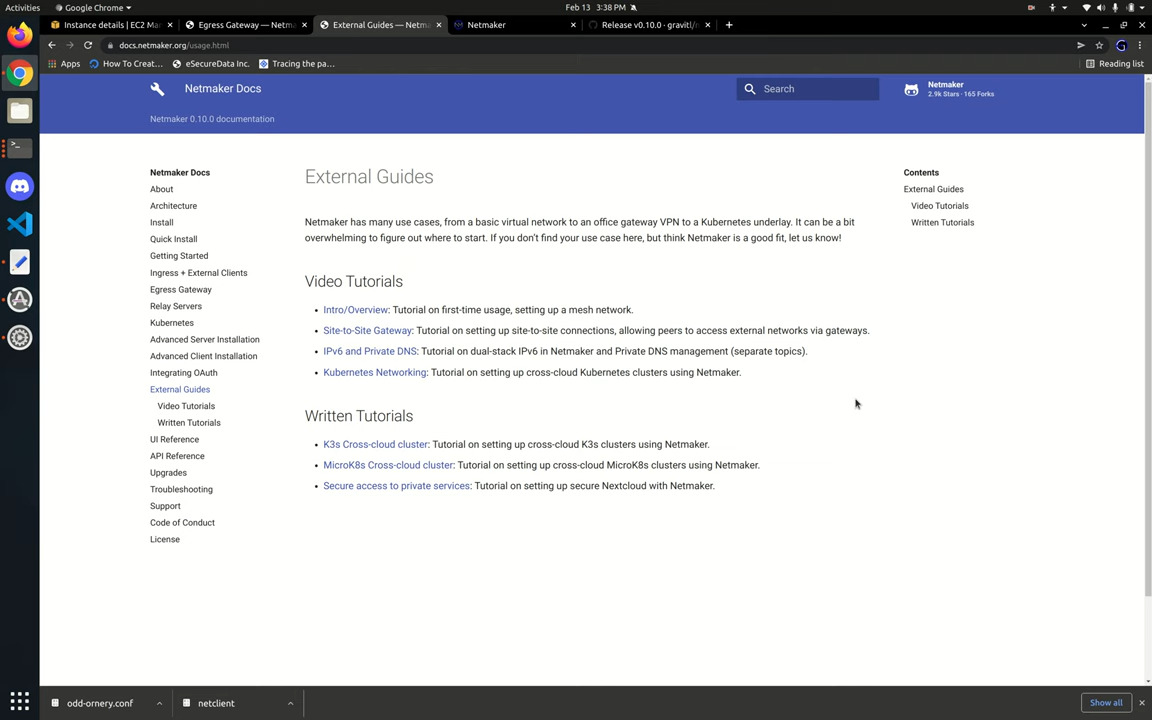 Activities
Google Chrome
Feb 13 3:38 PM
Instance details | EC2 Mar
Egress Gateway — Netm
External Guides — Netm
Netmaker
Release v0.10.0 · gravitl/
docs.netmaker.org/usage.html
Apps
How To Creat...
eSecureData Inc.
Tracing the pa...
Reading list
Netmaker Docs
Search
Netmaker
2.9k Stars · 165 Forks
Netmaker 0.10.0 documentation
Netmaker Docs
About
Architecture
Install
Quick Install
Getting Started
Ingress + External Clients
Egress Gateway
Relay Servers
Kubernetes
Advanced Server Installation
Advanced Client Installation
Integrating OAuth
External Guides
Video Tutorials
Written Tutorials
UI Reference
API Reference
Upgrades
Troubleshooting
Support
Code of Conduct
License
External Guides
Netmaker has many use cases, from a basic virtual network to an office gateway VPN to a Kubernetes underlay. It can be a bit
overwhelming to figure out where to start. If you don't find your use case here, but think Netmaker is a good fit, let us know!
Video Tutorials
• Intro/Overview: Tutorial on first-time usage, setting up a mesh network.
• Site-to-Site Gateway: Tutorial on setting up site-to-site connections, allowing peers to access external networks via gateways.
• IPv6 and Private DNS: Tutorial on dual-stack IPv6 in Netmaker and Private DNS management (separate topics).
• Kubernetes Networking: Tutorial on setting up cross-cloud Kubernetes clusters using Netmaker.
Written Tutorials
• K3s Cross-cloud cluster: Tutorial on setting up cross-cloud K3s clusters using Netmaker.
• MicroK8s Cross-cloud cluster: Tutorial on setting up cross-cloud MicroK8s clusters using Netmaker.
• Secure access to private services: Tutorial on setting up secure Nextcloud with Netmaker.
Contents
External Guides
Video Tutorials
Written Tutorials
odd-ornery.conf
netclient
Show all